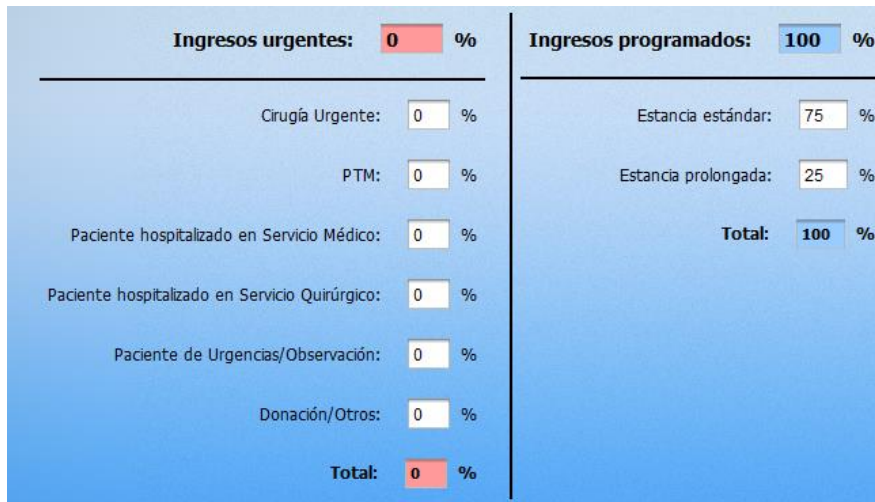 Ingresos urgentes: 0 %
Cirugía Urgente: 0 %
PTM: 0 %
Paciente hospitalizado en Servicio Médico: 0 %
Paciente hospitalizado en Servicio Quirúrgico: 0 %
Paciente de Urgencias/Observación: 0 %
Donación/Otros: 0 %
Total: 0 %
Ingresos programados: 100 %
Estancia estándar: 75 %
Estancia prolongada: 25 %
Total: 100 %